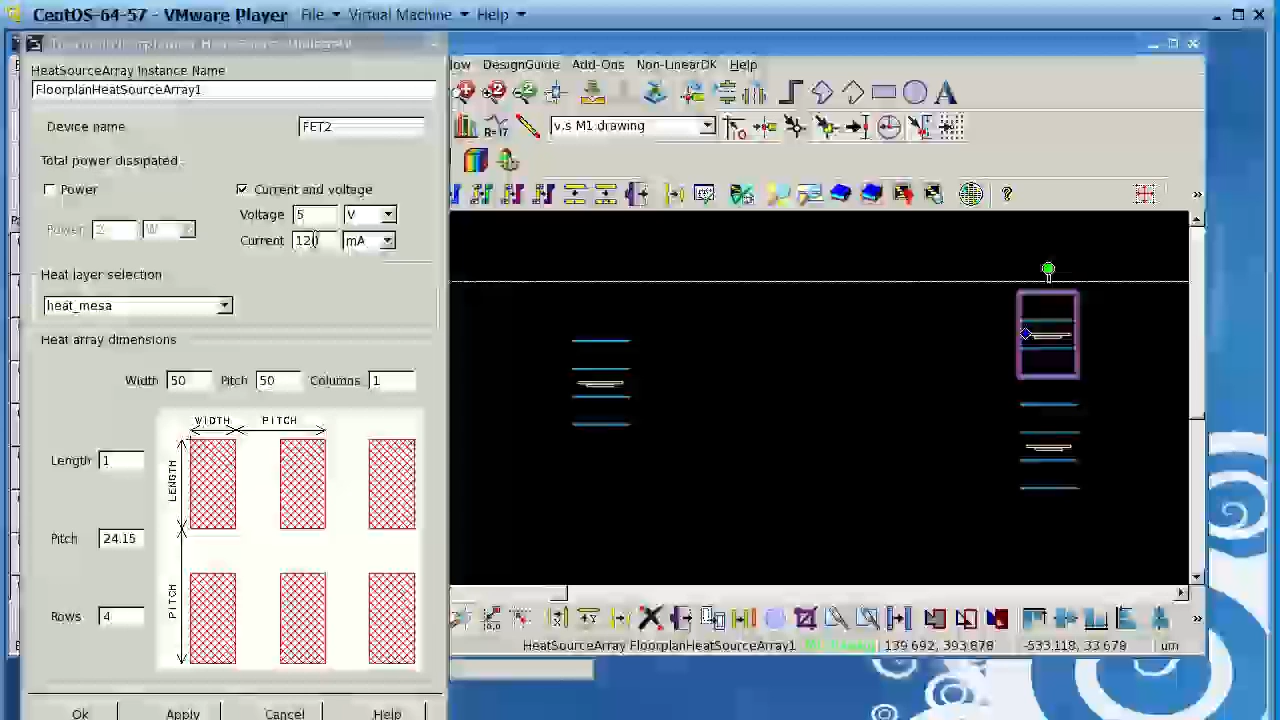 CentOS-64-57 - VMware Player File Virtual Machine Help
HeatSourceArray Instance Name
FloorplanHeatSourceArray1
Device name FET2
Total power dissipated
Power Current and voltage
Voltage 5 V
Power 2 W
Current 120 mA
Heat layer selection
heat_mesa
Heat array dimensions
Width 50 Pitch 50 Columns 1
WIDTH PITCH
Length 1
LENGTH
Pitch 24.15
PITCH
Rows 4
Ok Apply Cancel Help
DesignGuide Add-Ons Non-LinearDK Help
v.s M1:drawing
HeatSourceArray FloorplanHeatSourceArray1 139.692, 393.878 -533.118, 33.678 um